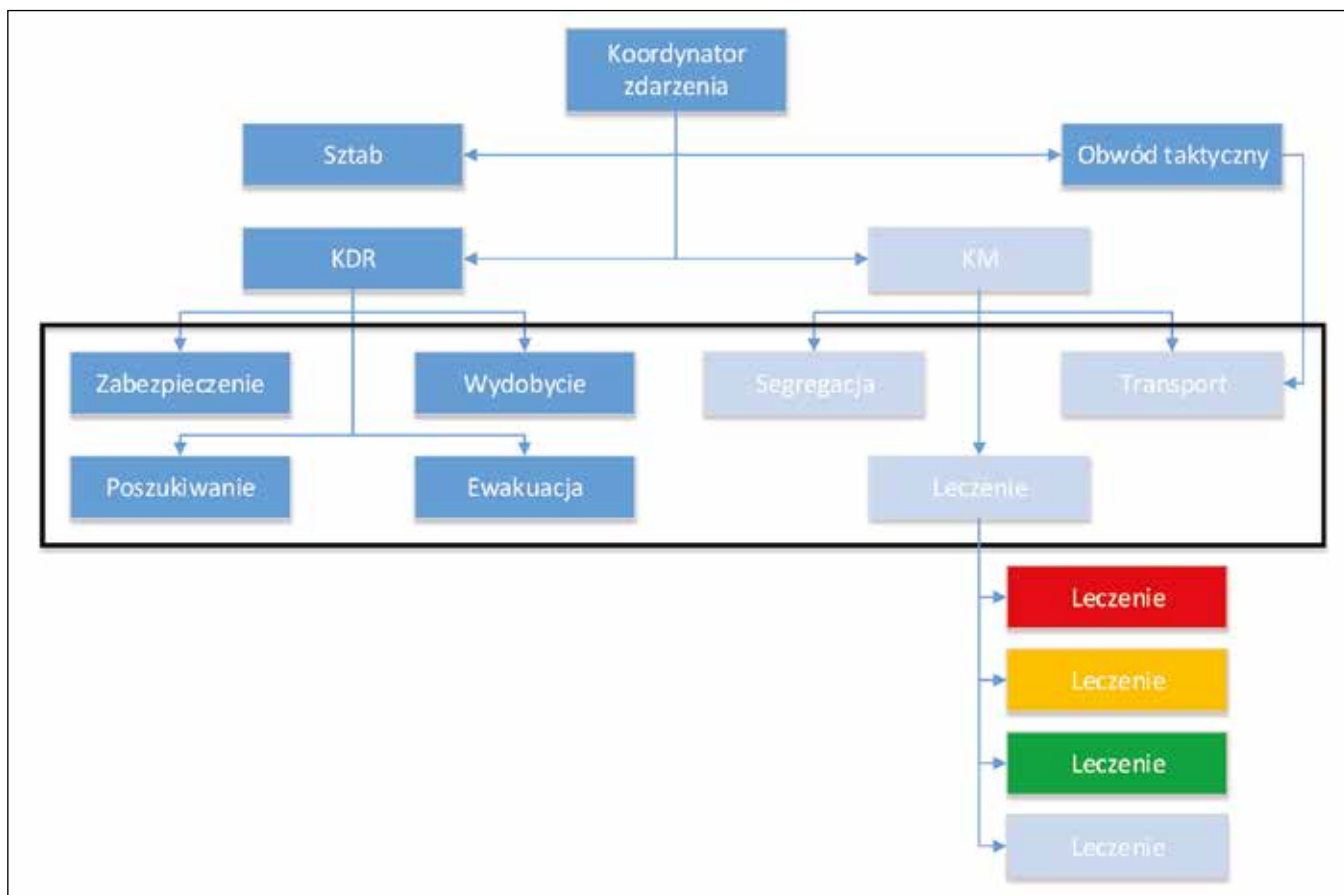 Koordynator
zdarzenia
Sztab
Obwód taktyczny
KDR
KM
Zabezpieczenie
Wydobycie
Segregacja
Transport
Poszukiwanie
Ewakuacja
Leczenie
Leczenie
Leczenie
Leczenie
Leczenie